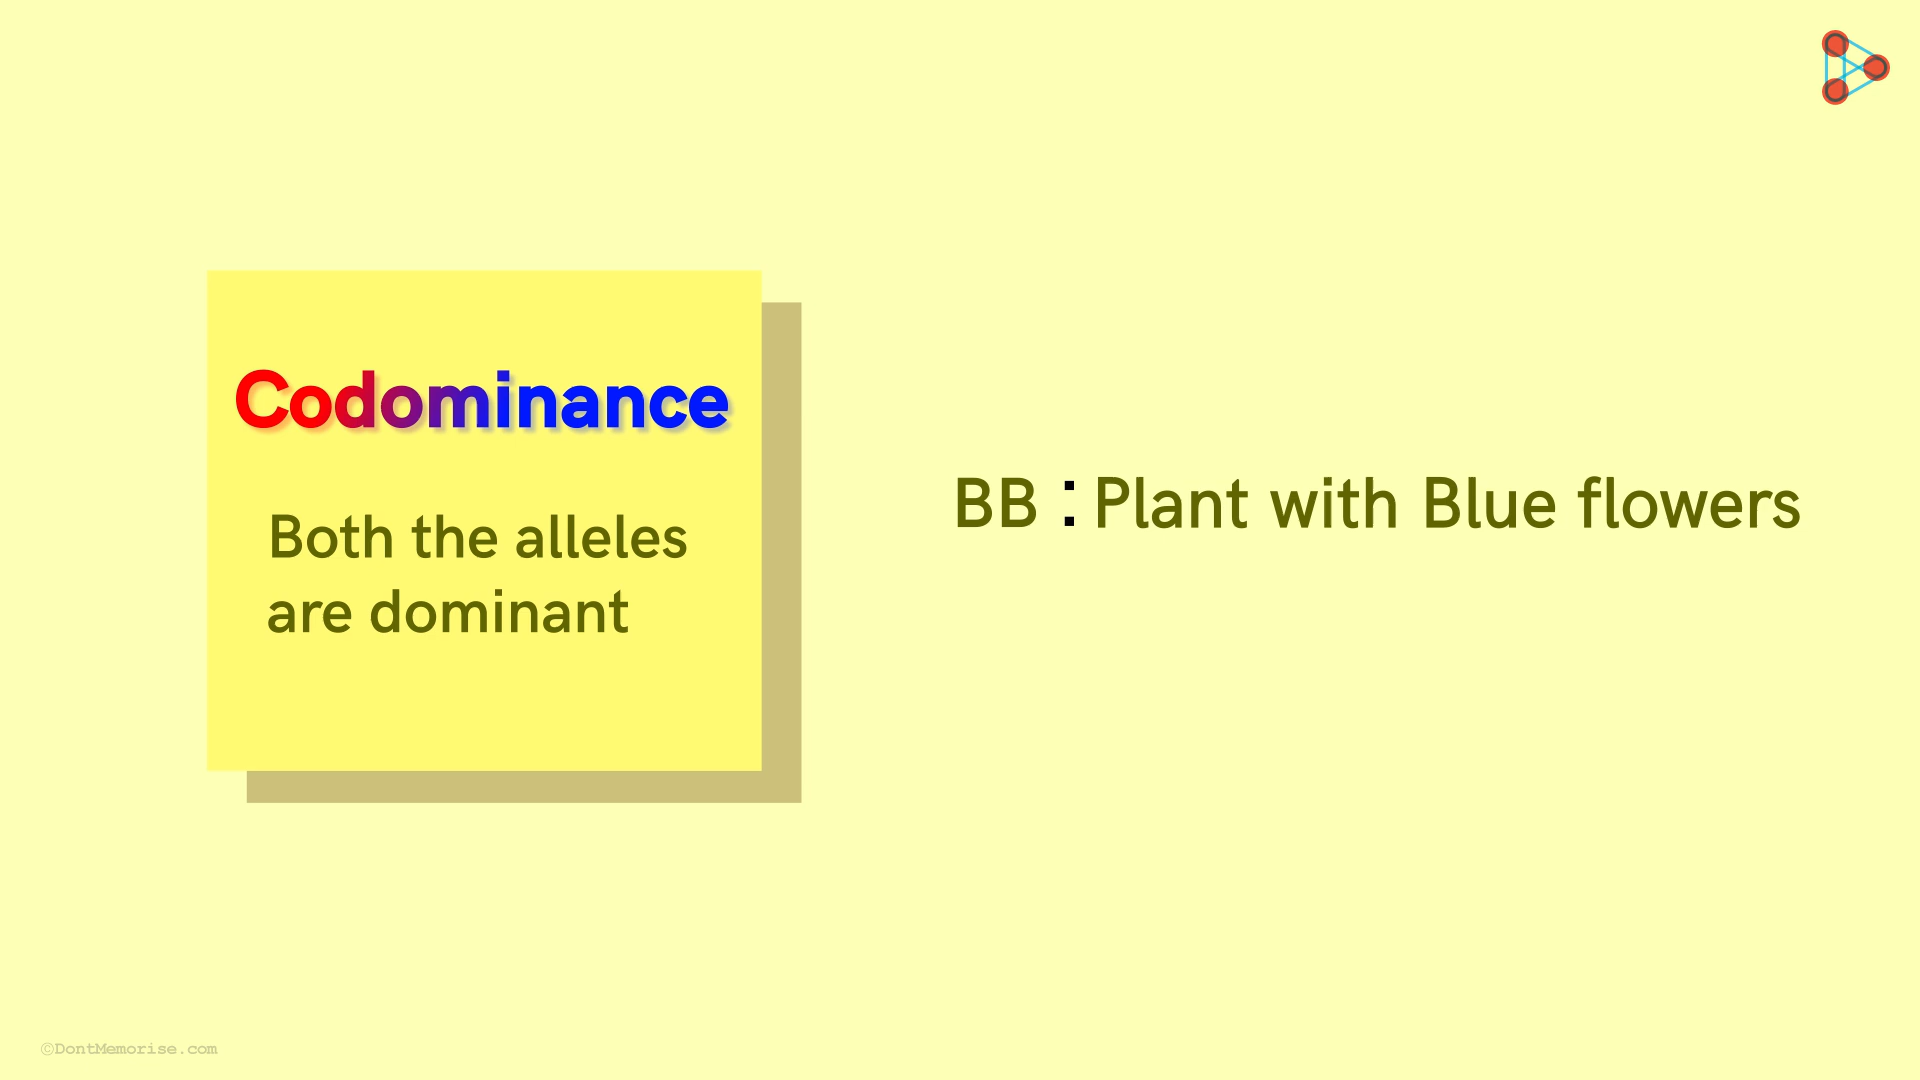 Codominance
Both the alleles
are dominant
BB : Plant with Blue flowers
©DontMemorise.com